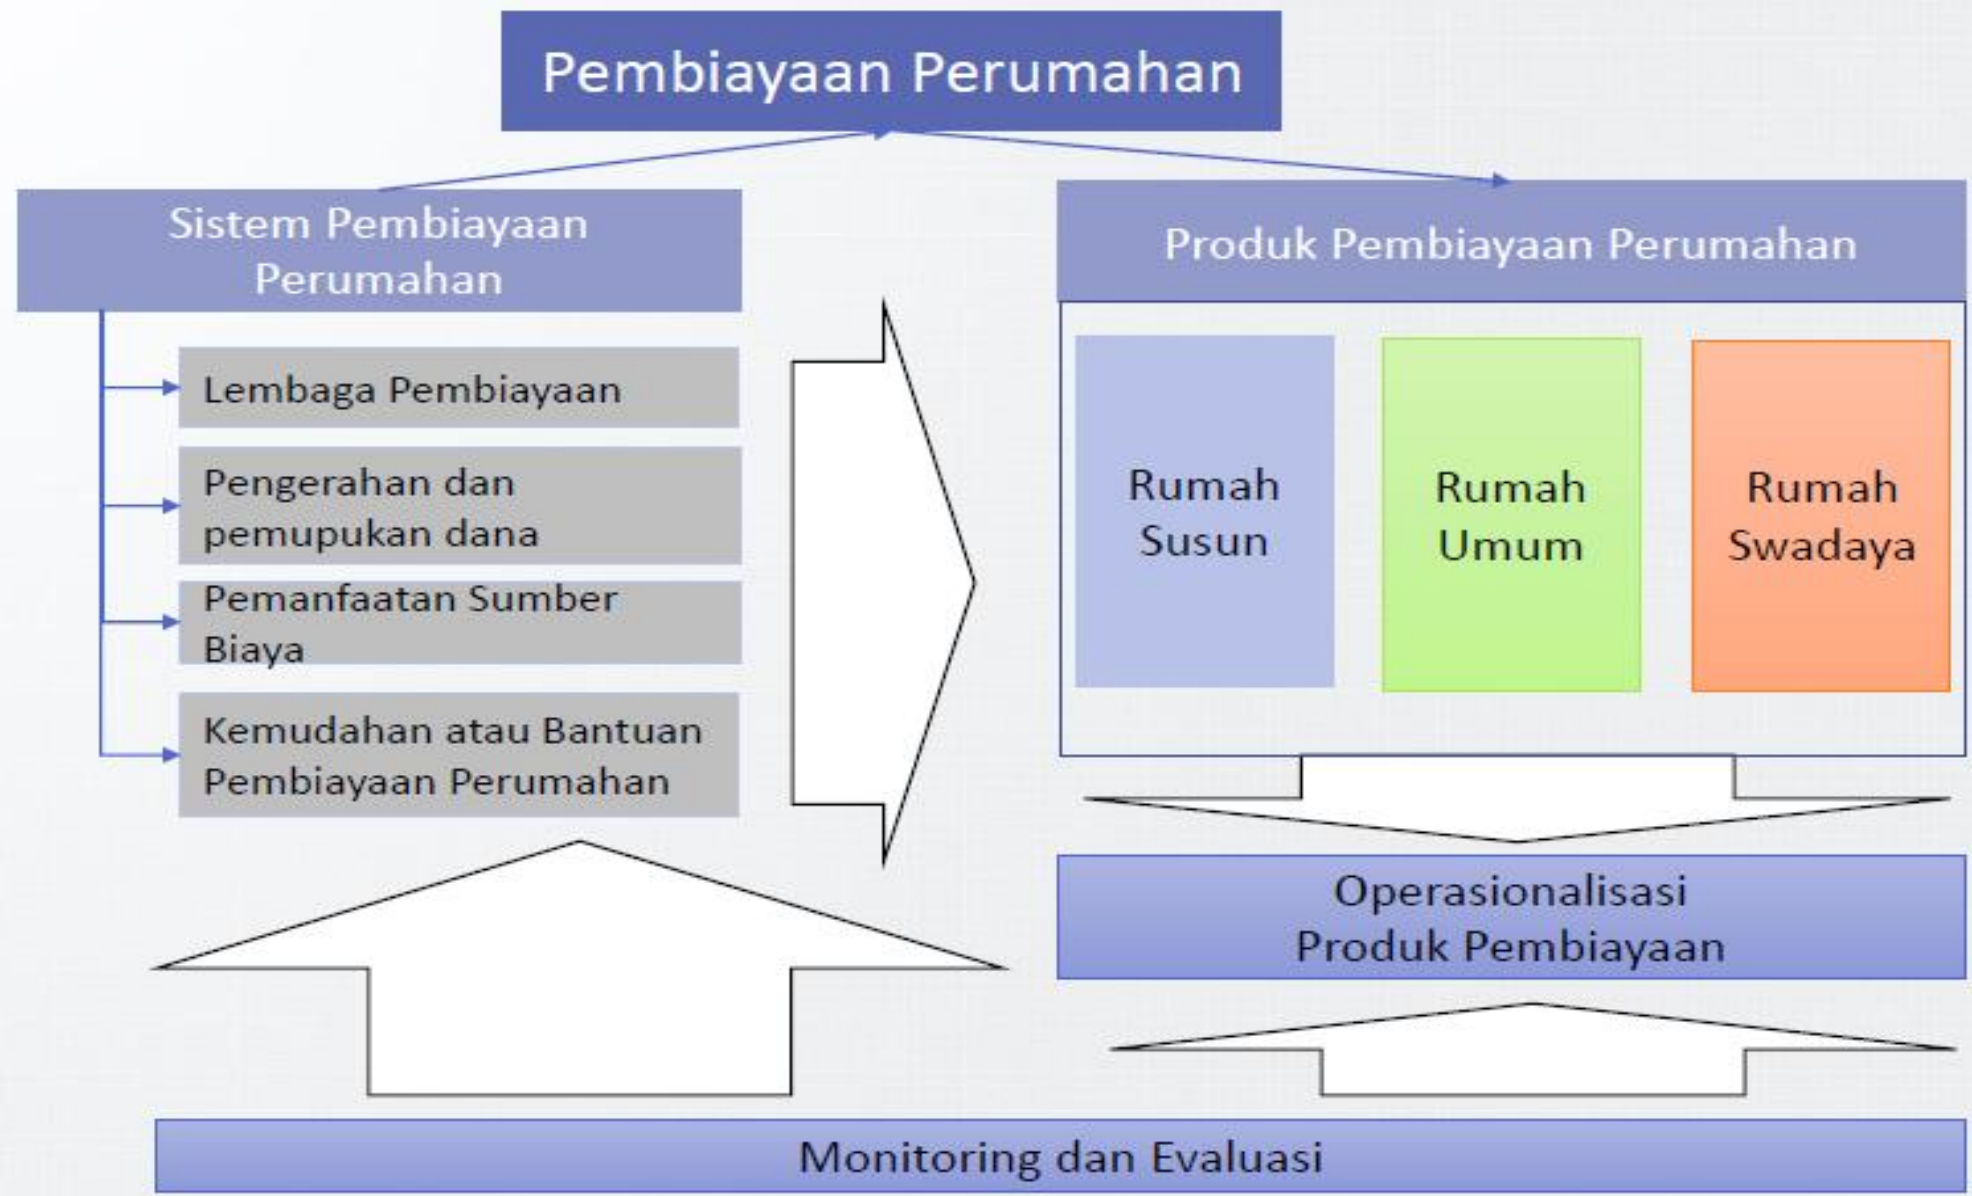 Pembiayaan Perumahan
Sistem Pembiayaan
Perumahan
Lembaga Pembiayaan
Pengerahan dan
pemupukan dana
Pemanfaatan Sumber
Biaya
Kemudahan atau Bantuan
Pembiayaan Perumahan
Produk Pembiayaan Perumahan
Rumah
Susun
Rumah
Umum
Rumah
Swadaya
Operasionalisasi
Produk Pembiayaan
Monitoring dan Evaluasi